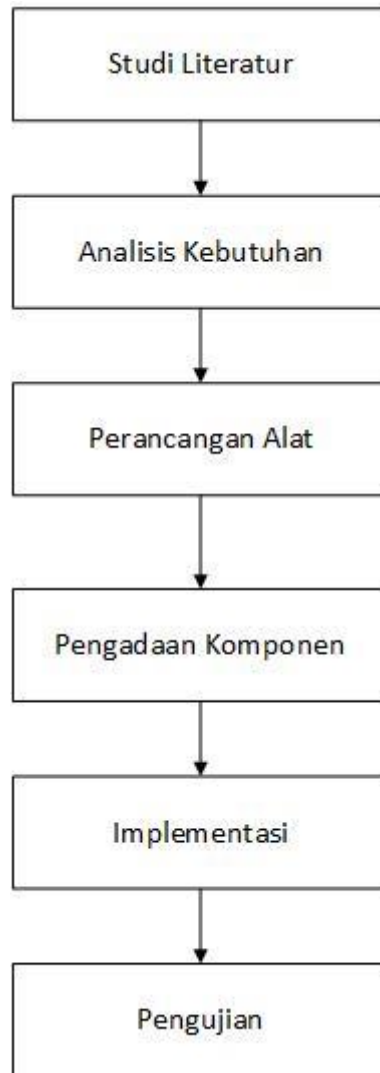 Studi Literatur
Analisis Kebutuhan
Perancangan Alat
Pengadaan Komponen
Implementasi
Pengujian